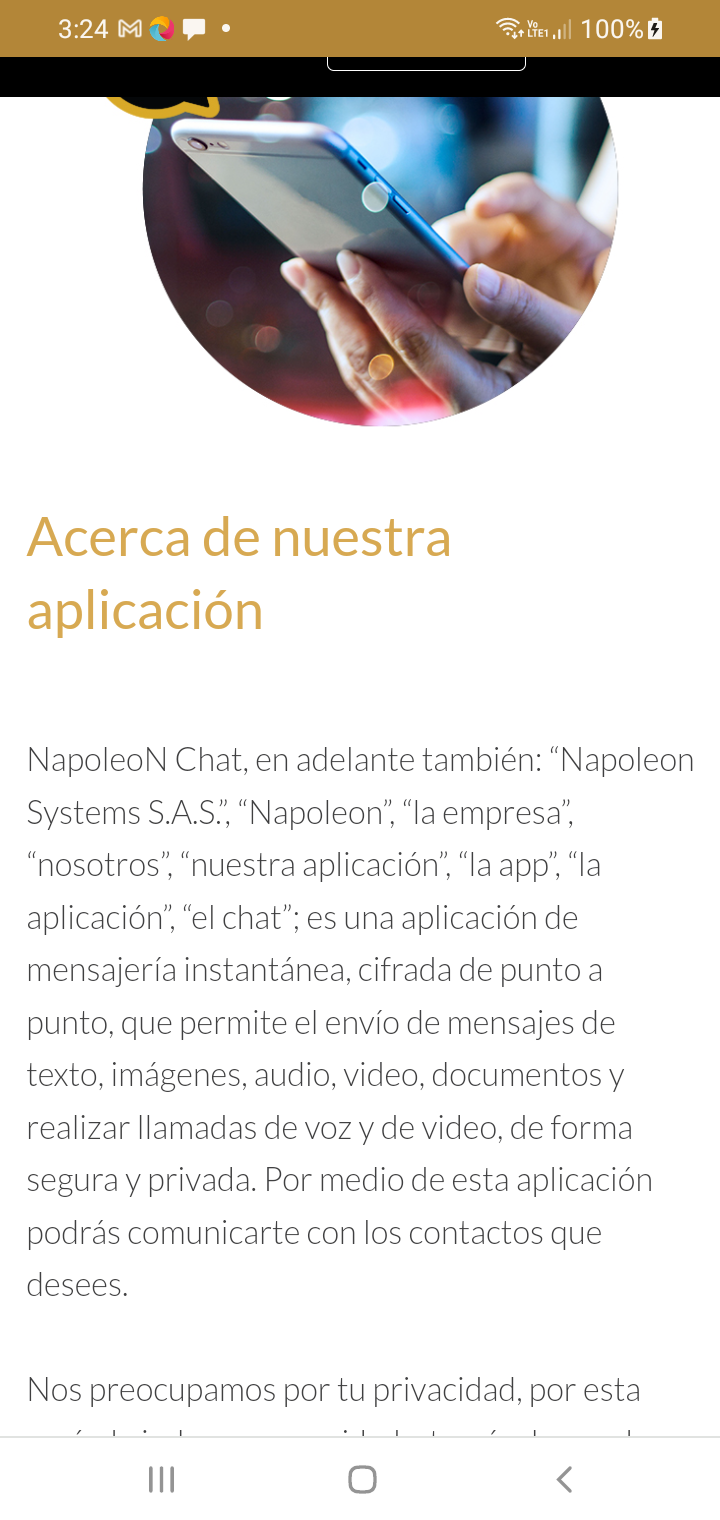 3:24
Vo
LTE1
100%
Acerca de nuestra
aplicación
NapoleoN Chat, en adelante también: “Napoleon
Systems S.A.S.”, “Napoleon”, “la empresa”,
“nosotros”, “nuestra aplicación”, “la app”, “la
aplicación”, “el chat”; es una aplicación de
mensajería instantánea, cifrada de punto a
punto, que permite el envío de mensajes de
texto, imágenes, audio, video, documentos y
realizar llamadas de voz y de video, de forma
segura y privada. Por medio de esta aplicación
podrás comunicarte con los contactos que
desees.
Nos preocupamos por tu privacidad, por esta